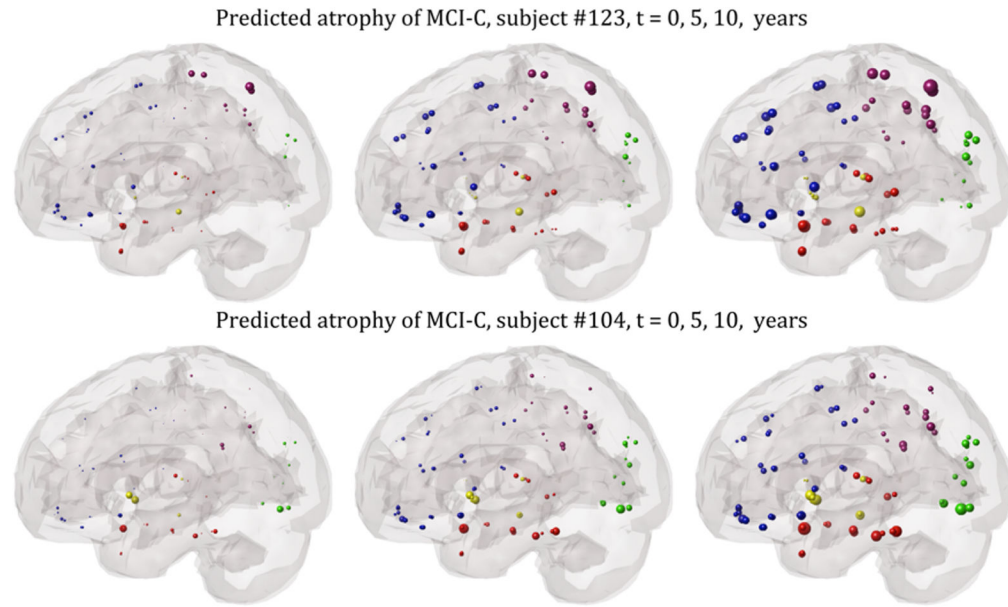 Predicted atrophy of MCI-C, subject #123, t = 0, 5, 10, years
Predicted atrophy of MCI-C, subject #104, t = 0, 5, 10, years